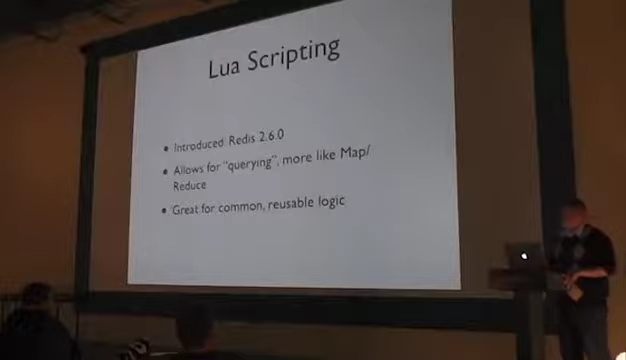 Lua Scripting
• Introduced: Redis 2.6.0
• Allows for "querying", more like Map/
Reduce
• Great for common, reusable logic